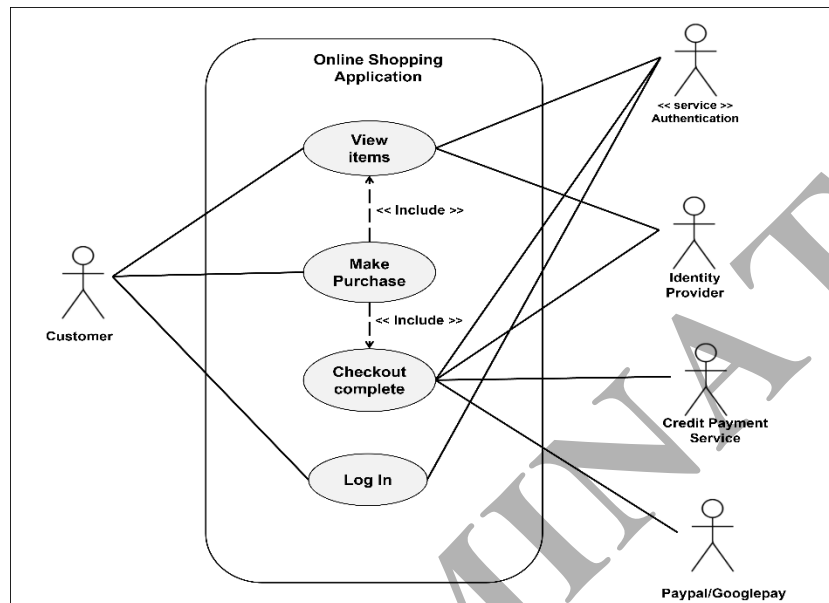 Online Shopping
Application
<< service >>
Authentication
View
items
<< Include >>
Make
Purchase
Identity
Provider
Customer
<< Include >>
Checkout
complete
Credit Payment
Service
Log In
Paypal/Googlepay
MINAT